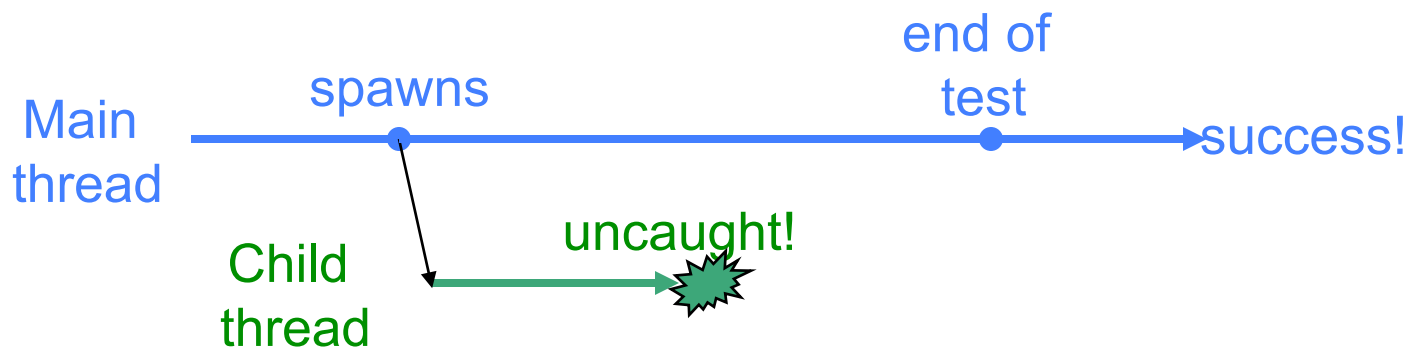 Main
thread
spawns
end of
test
success!
Child
thread
uncaught!